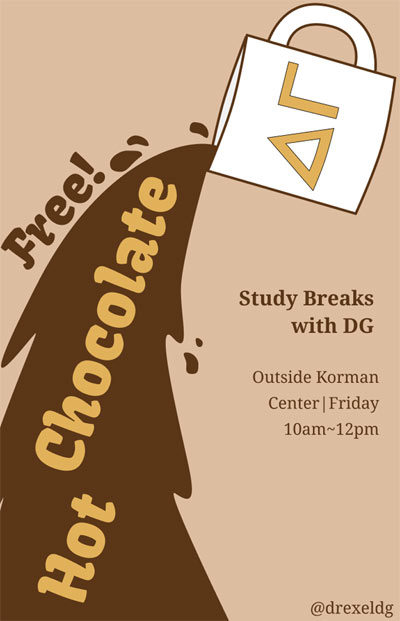 ΔΓ
Free!
Hot Chocolate
Study Breaks
with DG
Outside Korman
Center|Friday
10am~12pm
@drexeldg